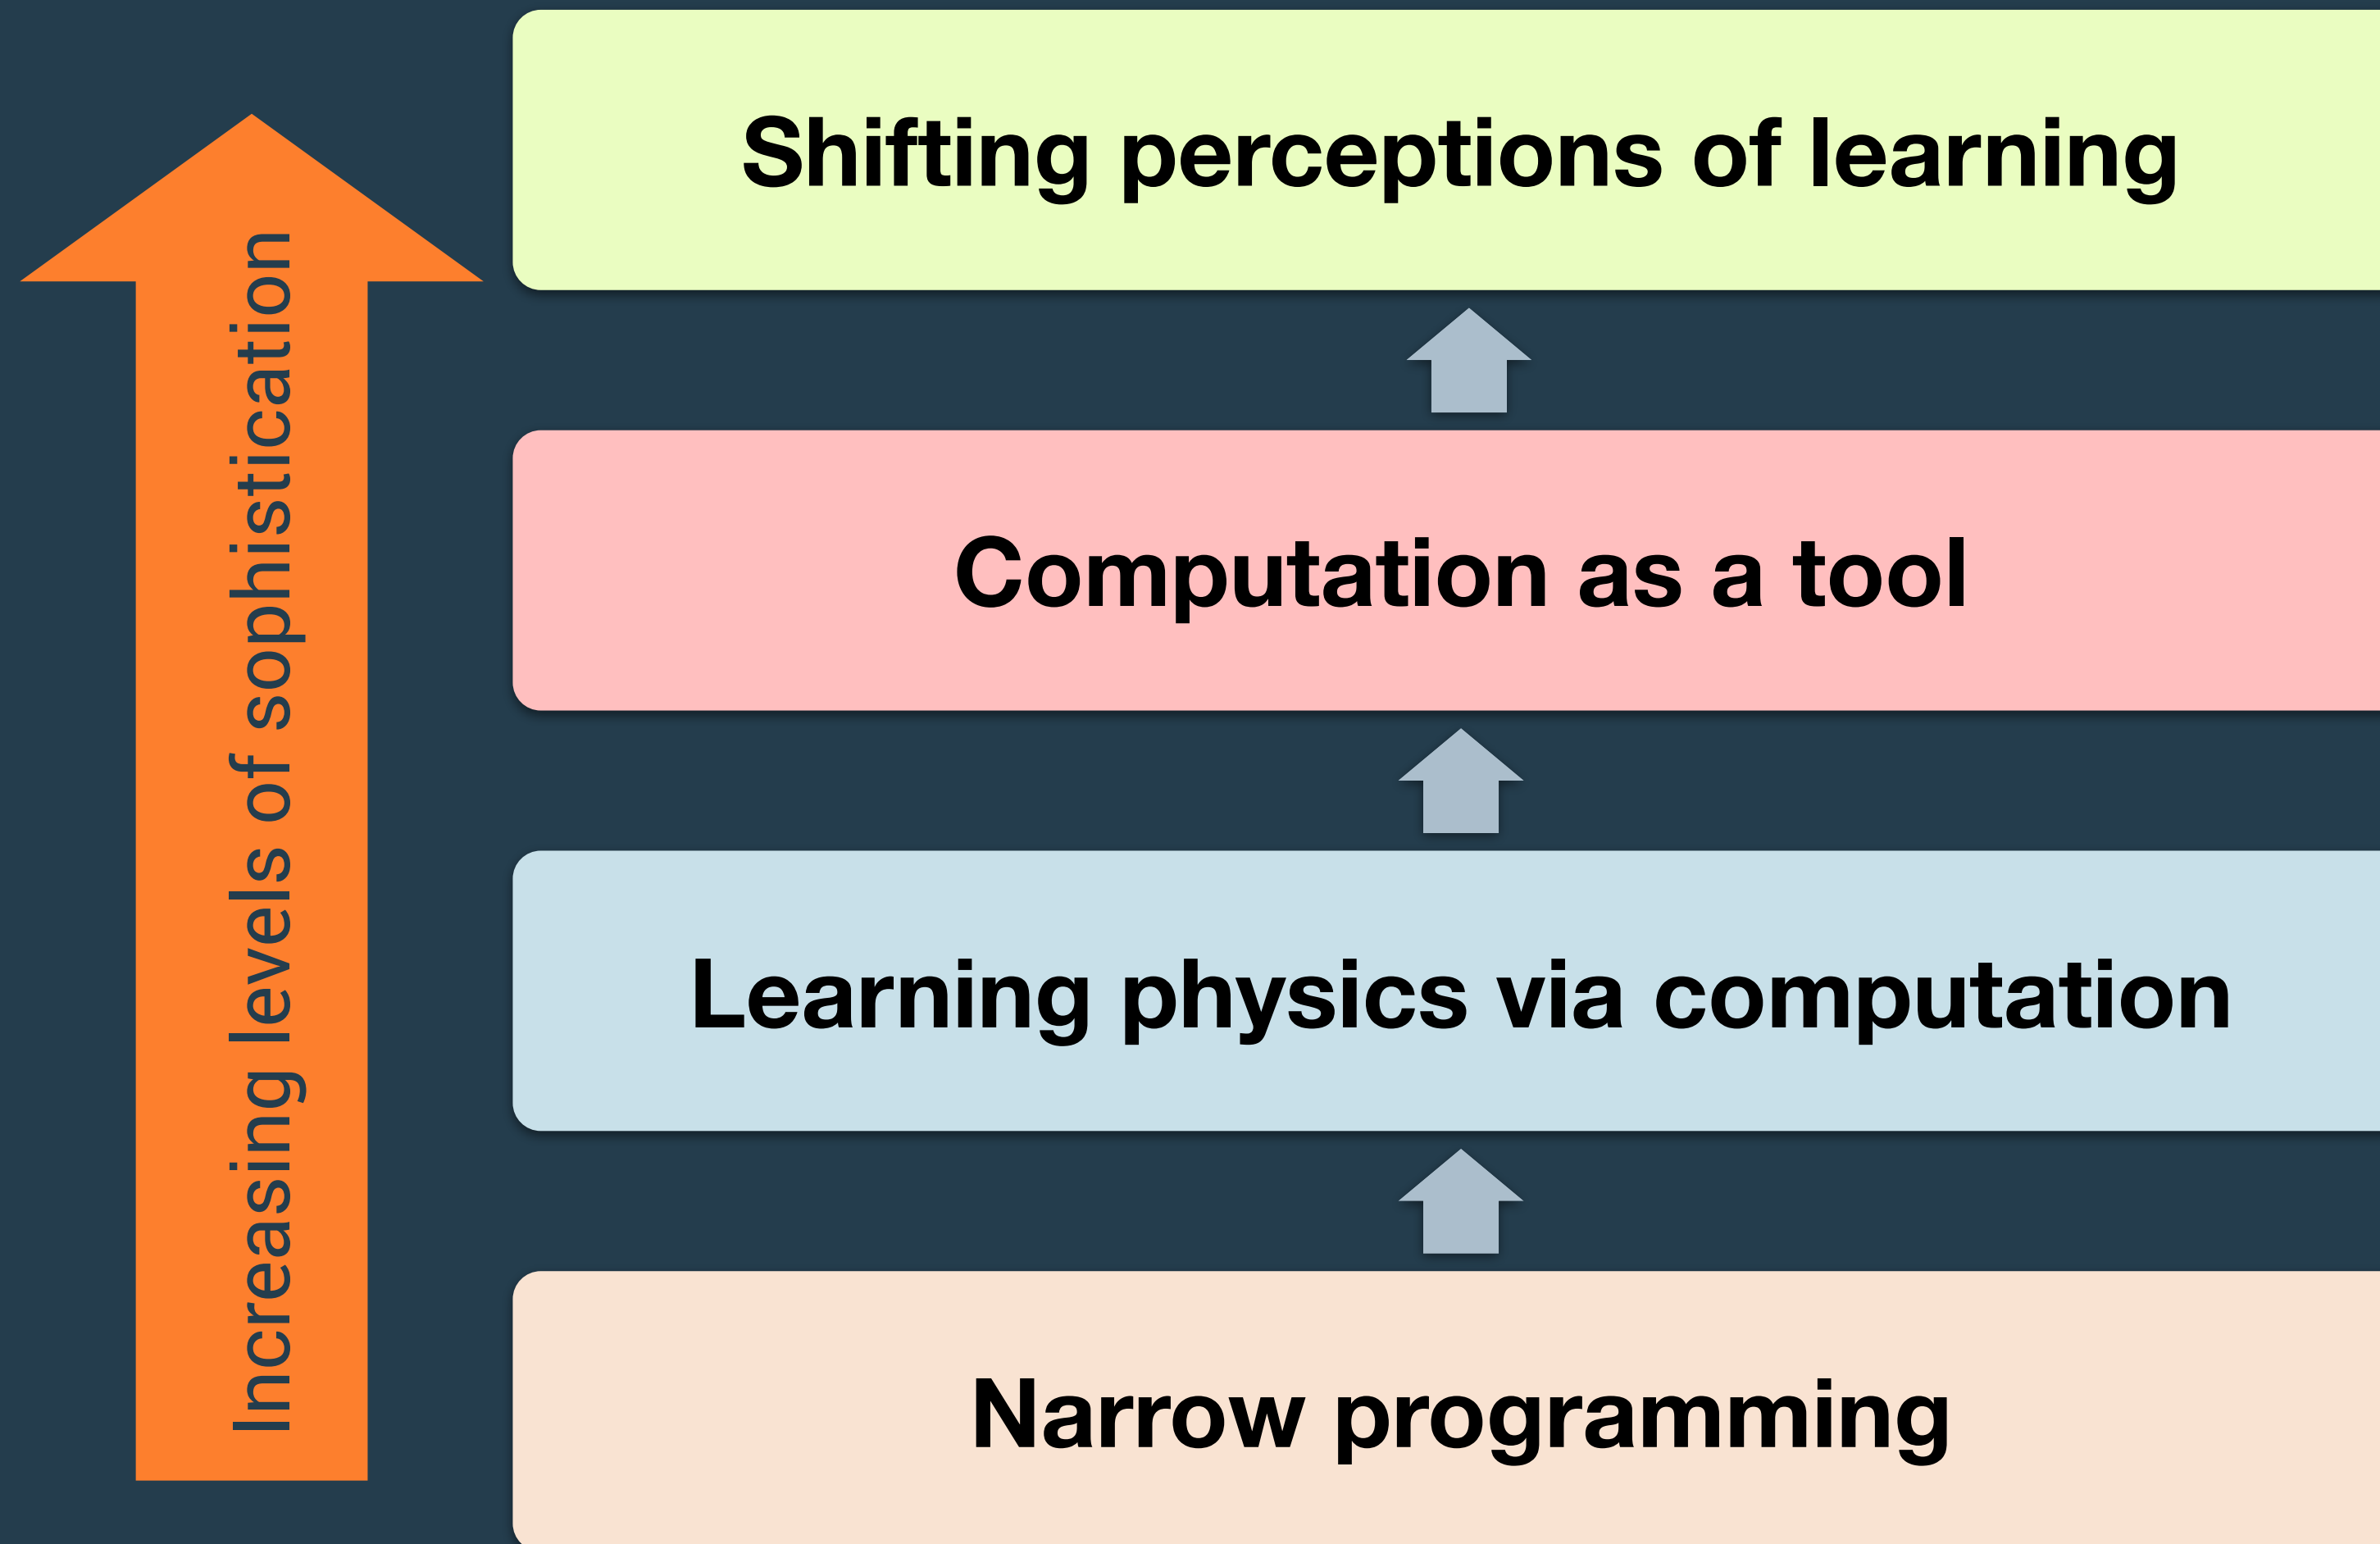 Increasing levels of sophistication
Shifting perceptions of learning
Computation as a tool
Learning physics via computation
Narrow programming